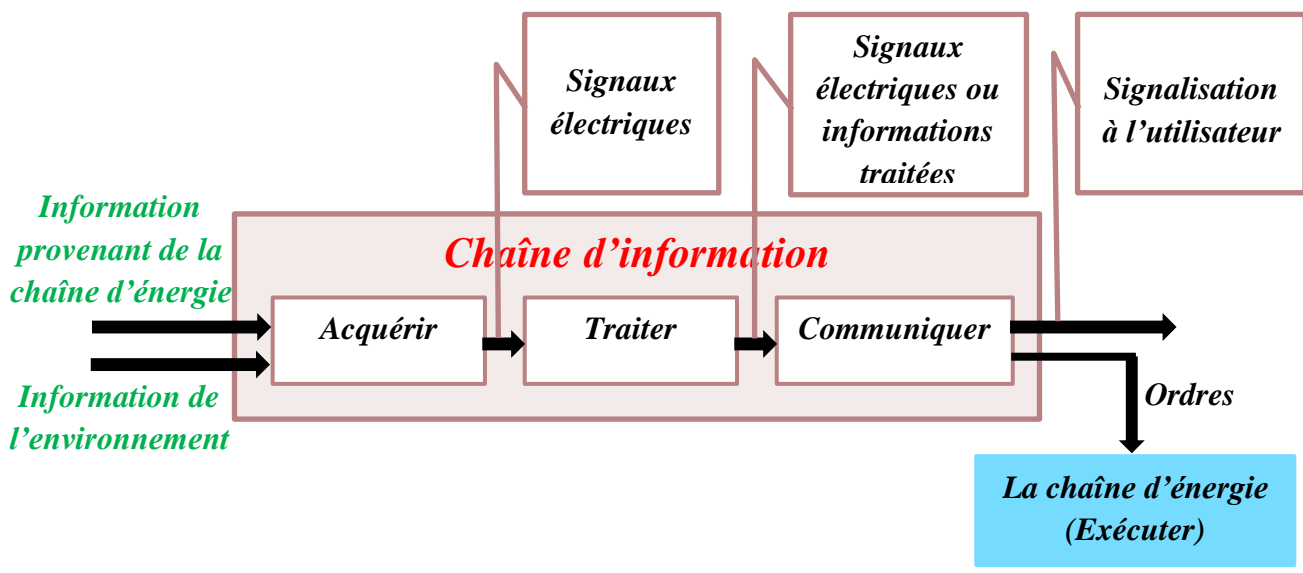 Signaux
électriques
Signaux
électriques ou
informations
traitées
Signalisation
à l’utilisateur
Information
provenant de la
chaîne d’énergie
Chaîne d’information
Acquérir
Traiter
Communiquer
Information de
l’environnement
Ordres
La chaîne d’énergie
(Exécuter)